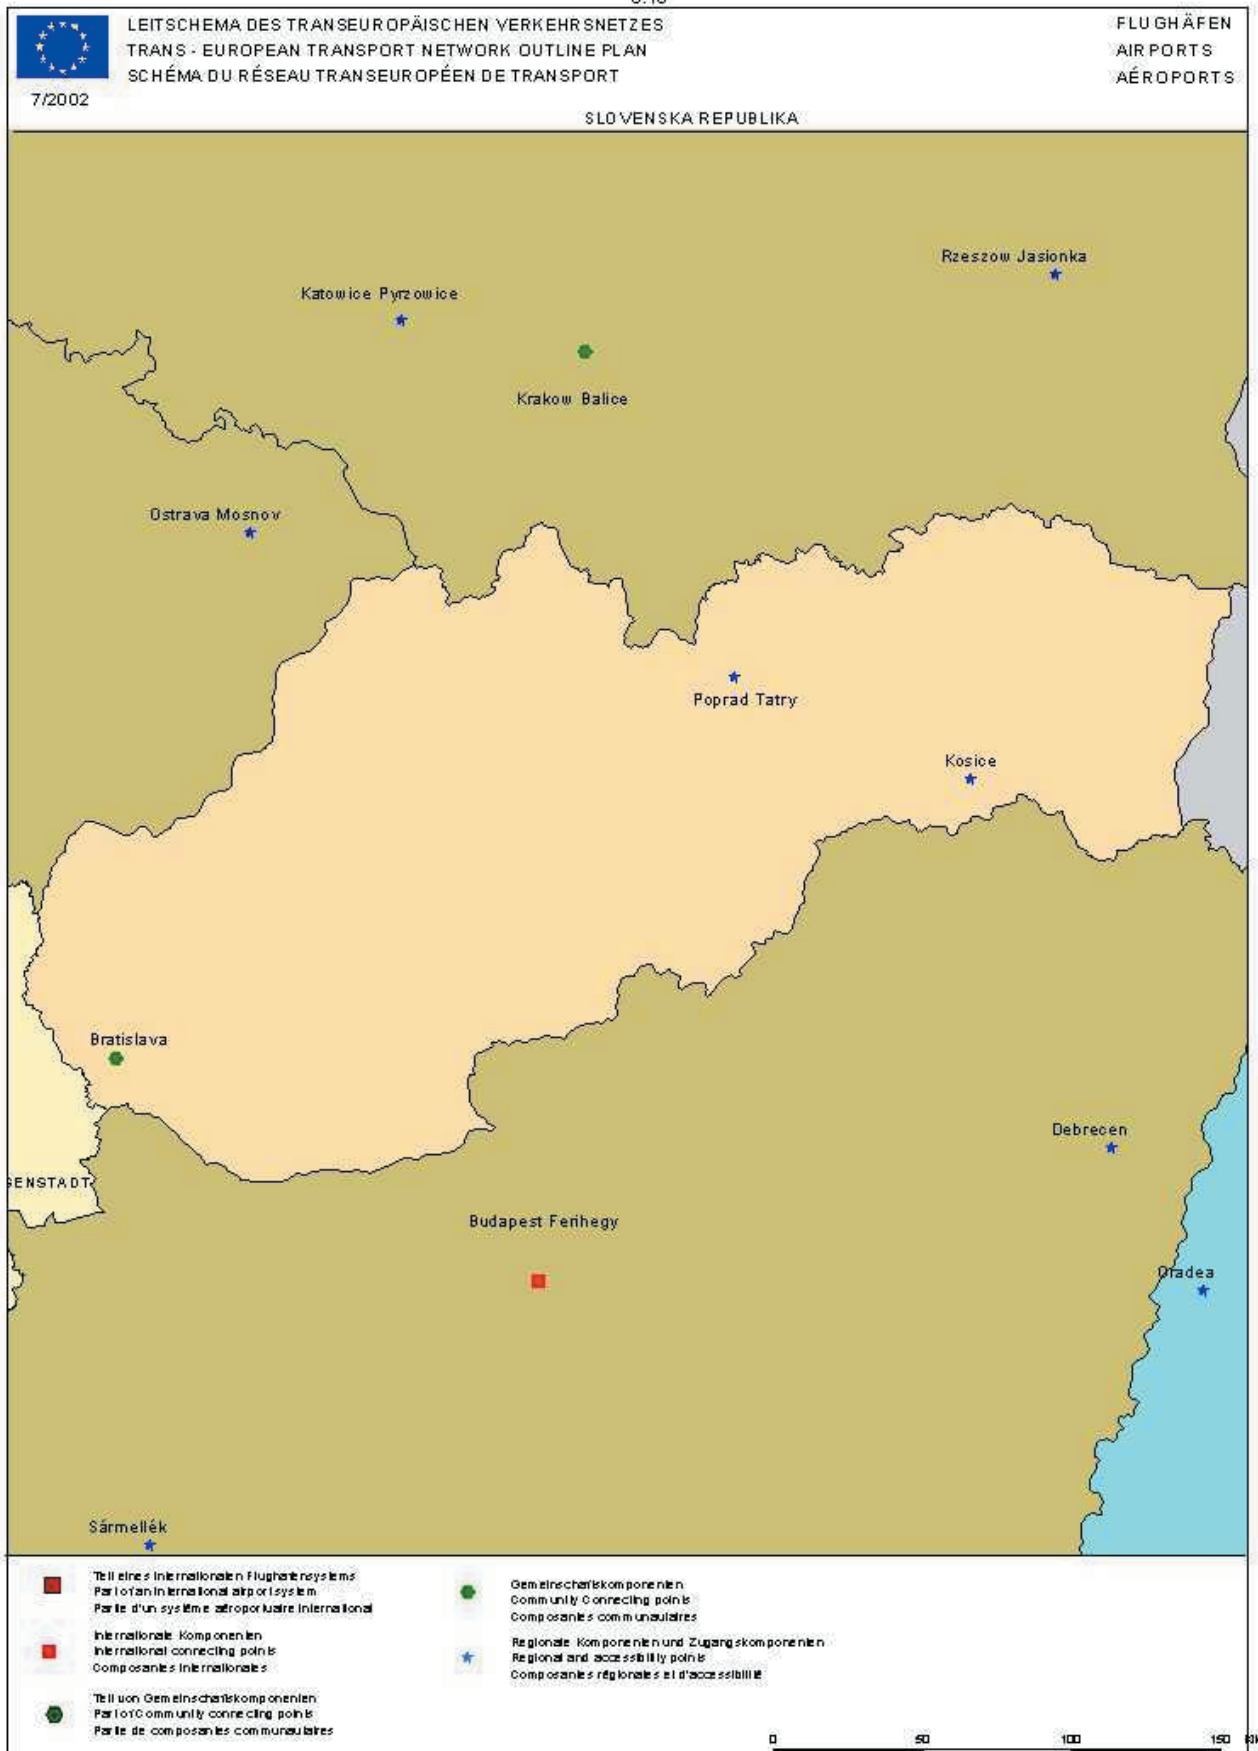 LEITSCHEMA DES TRANSEUROPÄISCHEN VERKEHRSNETZES
TRANS - EUROPEAN TRANSPORT NETWORK OUTLINE PLAN
SCHÉMA DU RÉSEAU TRANSEUROPÉEN DE TRANSPORT
FLUGHÄFEN
AIRPORTS
AÉROPORTS
7/2002
SLOVENSKA REPUBLIKA
Rzeszow Jasionka
Katowice Pyrzowice
Krakow Balice
Ostrava Mosnov
Poprad Tatry
Kosice
Bratislava
Debrecen
SENSTADT
Budapest Ferihegy
Oradea
Sármellék
Teil eines Internationalen Flughafensystems
Part of an International airport system
Partie d'un système aéroportuaire International
Internationale Komponenten
International connecting points
Composantes Internationales
Teil von Gemeinschaftskomponenten
Part of Community connecting points
Partie de composantes communautaires
Gemeinschaftskomponenten
Community Connecting points
Composantes communautaires
Regionale Komponenten und Zugangskomponenten
Regional and accessibility points
Composantes régionales et d'accessibilité
0 50 100 150